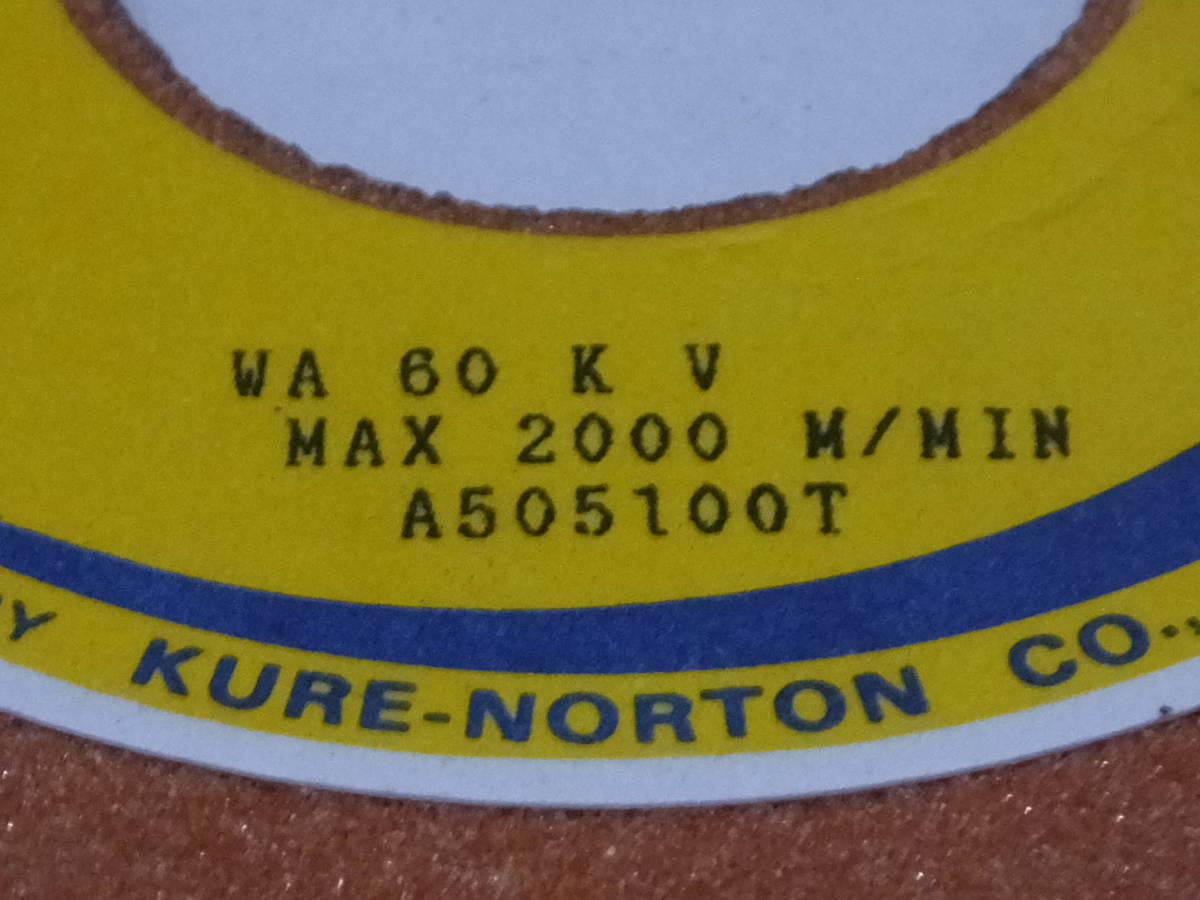 WA 60 K V
MAX 2000 M/MIN
A505100T
KURE-NORTON CO.,